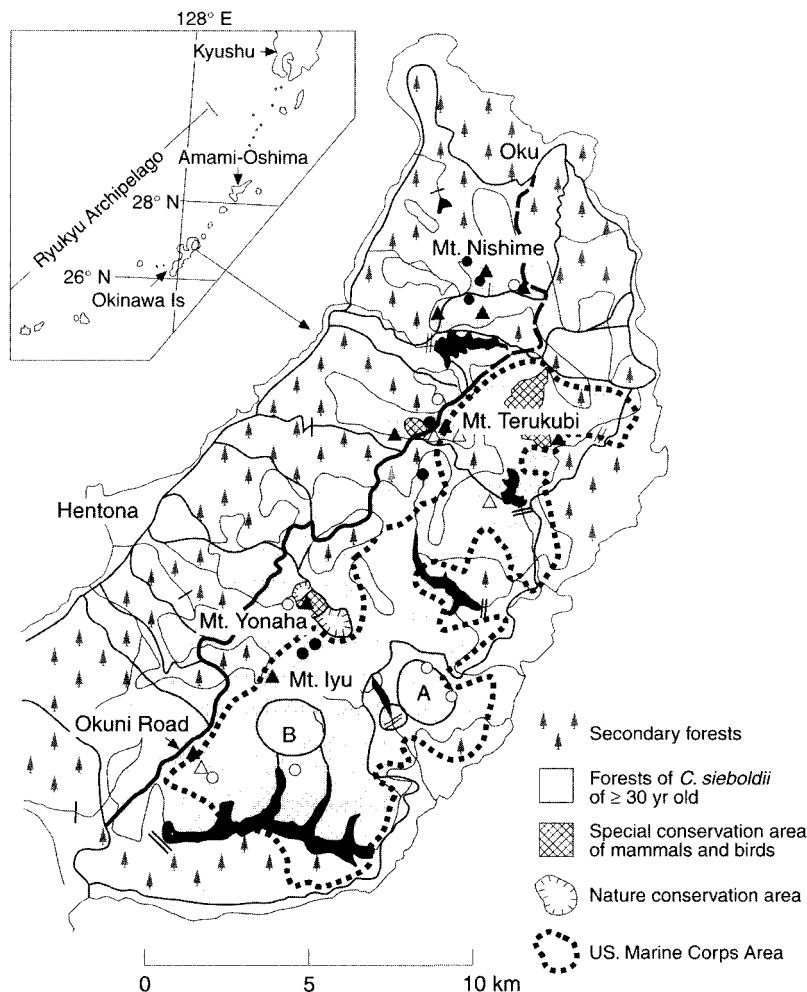 128° E
Kyushu
Amami-Oshima
28° N
Ryukyu Archipelago
26° N
Okinawa Is
Oku
Mt. Nishime
Mt. Terukubi
Hentona
Mt. Yonaha
Mt. Iyu
A
Okuni Road
B
Secondary forests
Forests of C. sieboldii
of ≥ 30 yr old
Special conservation area
of mammals and birds
Nature conservation area
US. Marine Corps Area
0 5 10 km